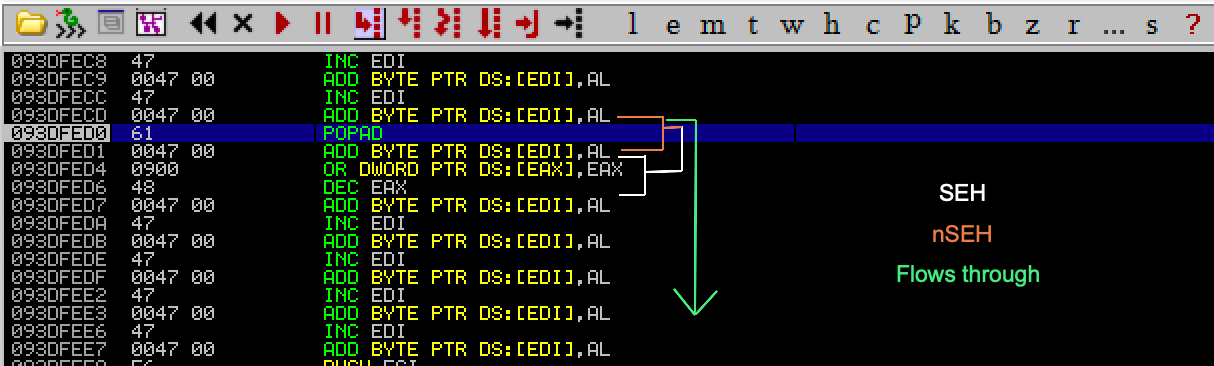 l e m t w h c P k b z r ... s ?
093DFEC8 47 INC EDI
093DFEC9 0047 00 ADD BYTE PTR DS:[EDI],AL
093DFECC 47 INC EDI
093DFECD 0047 00 ADD BYTE PTR DS:[EDI],AL
093DFED0 61 POPAD
093DFED1 0047 00 ADD BYTE PTR DS:[EDI],AL
093DFED4 0900 OR DWORD PTR DS:[EAX],EAX
093DFED6 48 DEC EAX
093DFED7 0047 00 ADD BYTE PTR DS:[EDI],AL
093DFEDA 47 INC EDI
093DFEDB 0047 00 ADD BYTE PTR DS:[EDI],AL
093DFEDE 47 INC EDI
093DFEDF 0047 00 ADD BYTE PTR DS:[EDI],AL
093DFEE2 47 INC EDI
093DFEE3 0047 00 ADD BYTE PTR DS:[EDI],AL
093DFEE6 47 INC EDI
093DFEE7 0047 00 ADD BYTE PTR DS:[EDI],AL
SEH
nSEH
Flows through